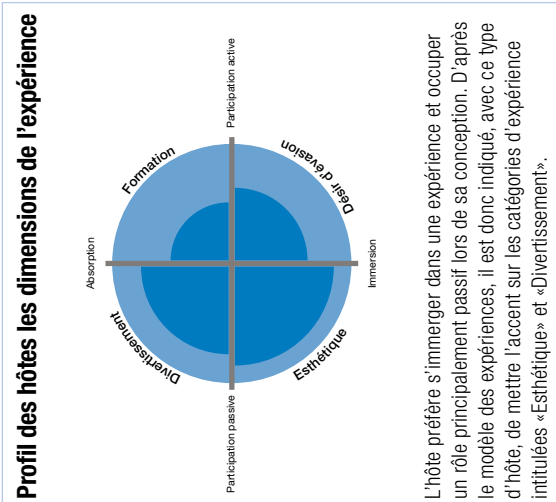 Profil des hôtes les dimensions de l'expérience
Absorption
Divertissement
Formation
Participation passive
Participation active
Esthétique
Désir d'évasion
Immersion
L'hôte préfère s'immerger dans une expérience et occuper
un rôle principalement passif lors de sa conception. D'après
le modèle des expériences, il est donc indiqué, avec ce type
d'hôte, de mettre l'accent sur les catégories d'expérience
intitulées «Esthétique» et «Divertissement».